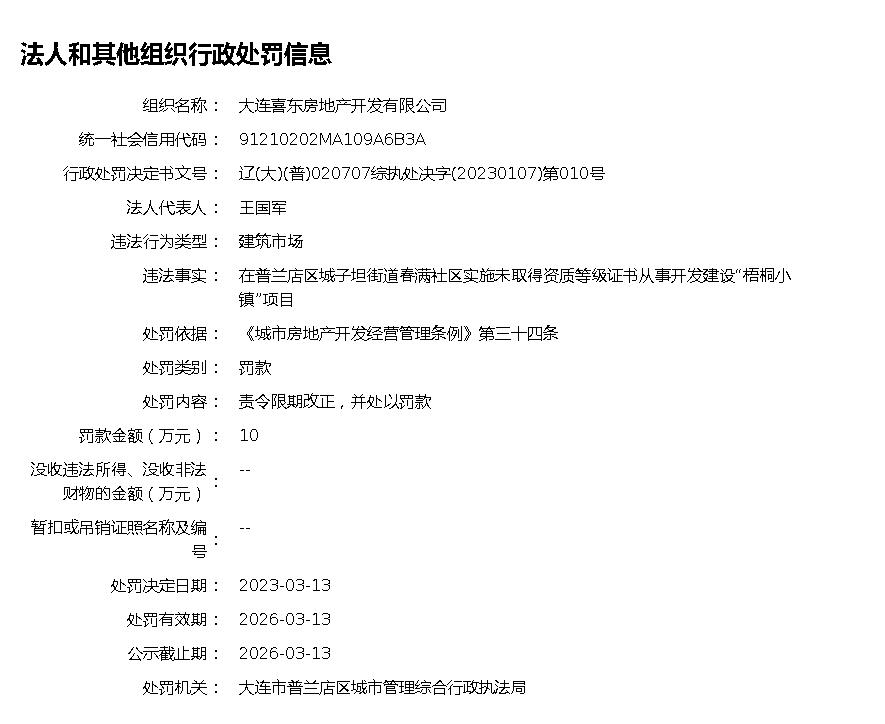 法人和其他组织行政处罚信息
组织名称： 大连喜东房地产开发有限公司
统一社会信用代码： 91210202MA109A6B3A
行政处罚决定书文号： 辽(大)(普)020707综执处决字(20230107)第010号
法人代表人： 王国军
违法行为类型： 建筑市场
违法事实： 在普兰店区城子坦街道春满社区实施未取得资质等级证书从事开发建设“梧桐小
镇”项目
处罚依据： 《城市房地产开发经营管理条例》第三十四条
处罚类别： 罚款
处罚内容： 责令限期改正，并处以罚款
罚款金额（万元）： 10
没收违法所得、没收非法
财物的金额（万元）： --
暂扣或吊销证照名称及编
号： --
处罚决定日期： 2023-03-13
处罚有效期： 2026-03-13
公示截止期： 2026-03-13
处罚机关： 大连市普兰店区城市管理综合行政执法局